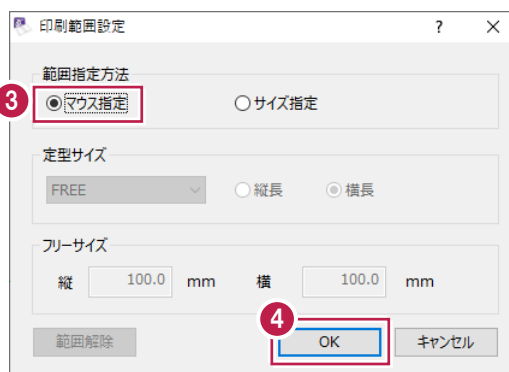 印刷範囲設定 ? ×
範囲指定方法
3 マウス指定 サイズ指定
定型サイズ
FREE 縦長 横長
フリーサイズ
縦 100.0 mm 横 100.0 mm
4
範囲解除 OK キャンセル